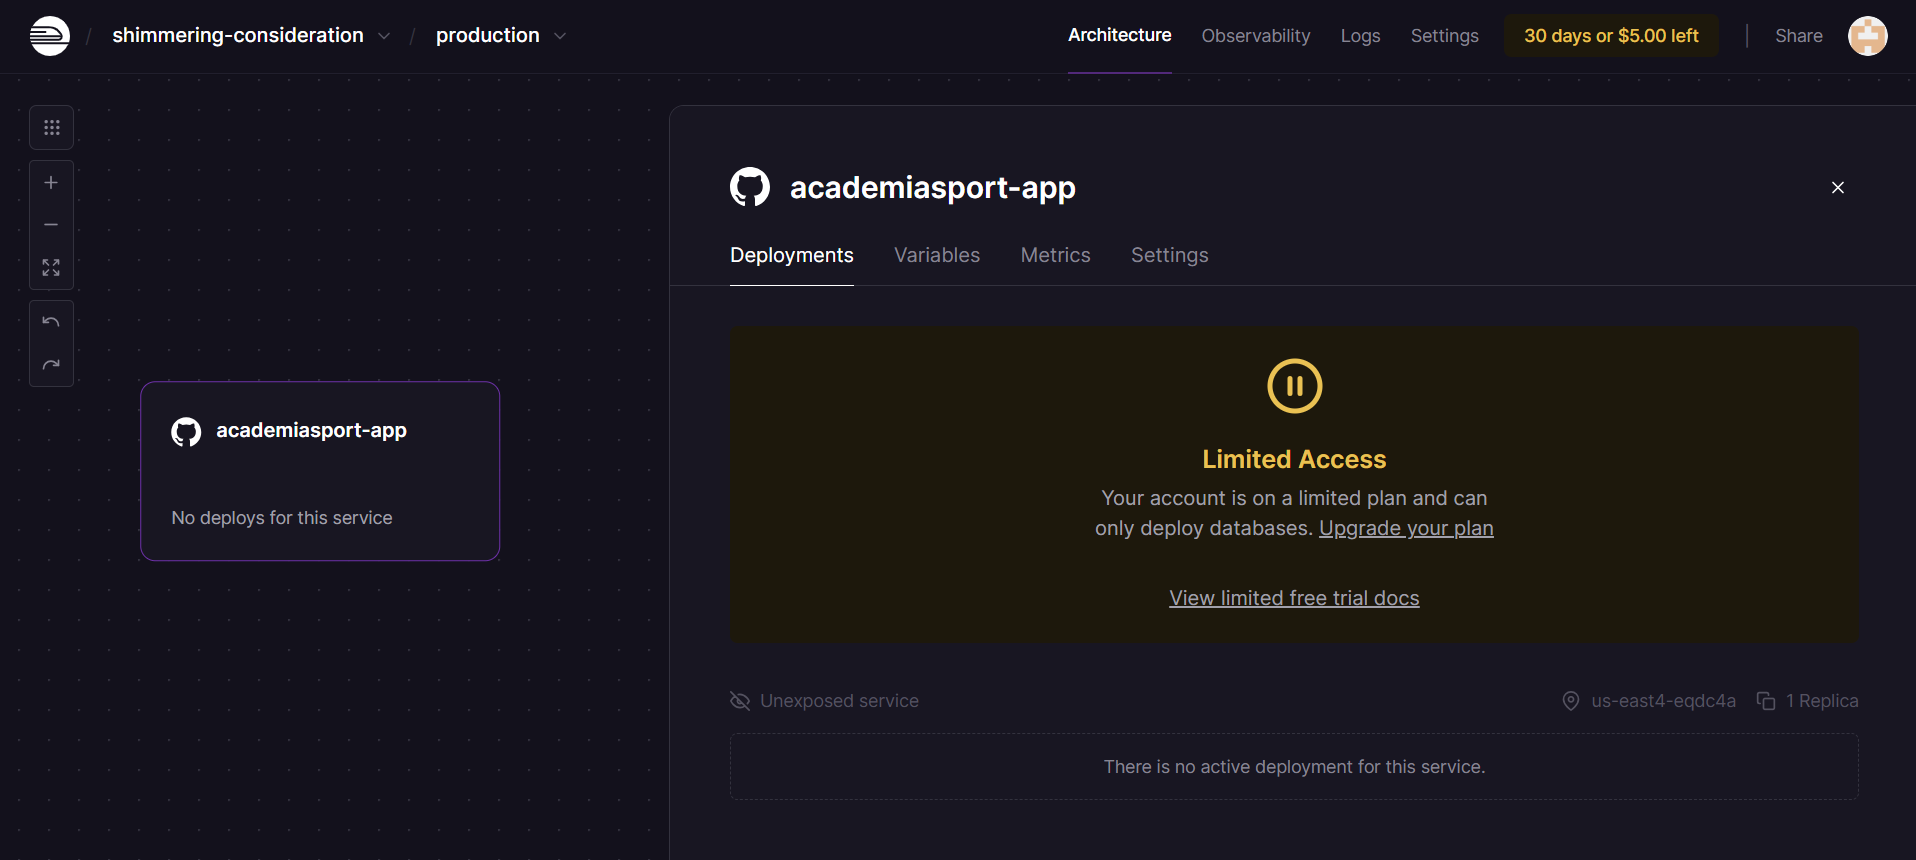 / shimmering-consideration / production
Architecture Observability Logs Settings 30 days or $5.00 left Share
academiasport-app
No deploys for this service
academiasport-app
Deployments Variables Metrics Settings
Limited Access
Your account is on a limited plan and can
only deploy databases. Upgrade your plan
View limited free trial docs
Unexposed service us-east4-eqdc4a 1 Replica
There is no active deployment for this service.